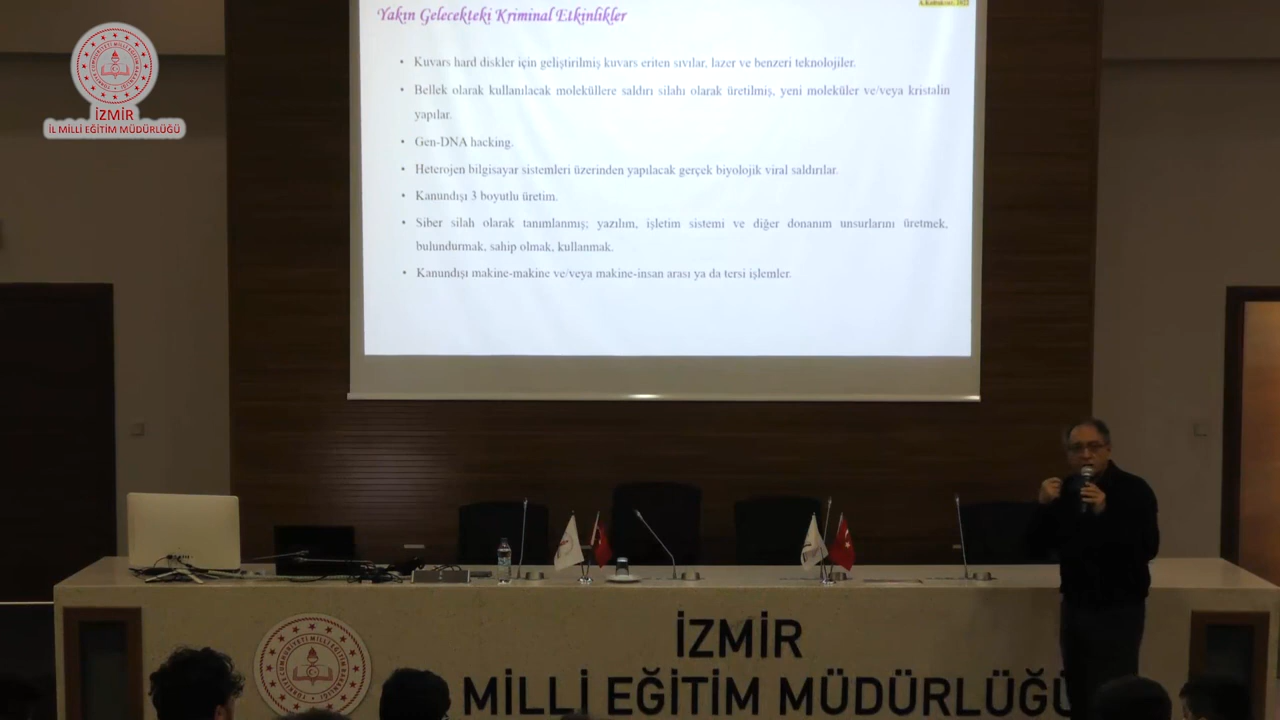 A.Kadrakçur, 2022
Yakın Gelecekteki Kriminal Etkinlikler
• Kuvars hard diskler için geliştirilmiş kuvars eriten sıvılar, lazer ve benzeri teknolojiler.
• Bellek olarak kullanılacak moleküllere saldırı silahı olarak üretilmiş, yeni moleküler ve/veya kristalin
yapılar.
• Gen-DNA hacking.
• Heterojen bilgisayar sistemleri üzerinden yapılacak gerçek biyolojik viral saldırılar.
• Kanundışı 3 boyutlu üretim.
• Siber silah olarak tanımlanmış; yazılım, işletim sistemi ve diğer donanım unsurlarını üretmek,
bulundurmak, sahip olmak, kullanmak.
• Kanundışı makine-makine ve/veya makine-insan arası ya da tersi işlemler.
İZMİR
İL MİLLİ EĞİTİM MÜDÜRLÜĞÜ
İZMİR
MİLLİ EĞİTİM MÜDÜRLÜĞÜ